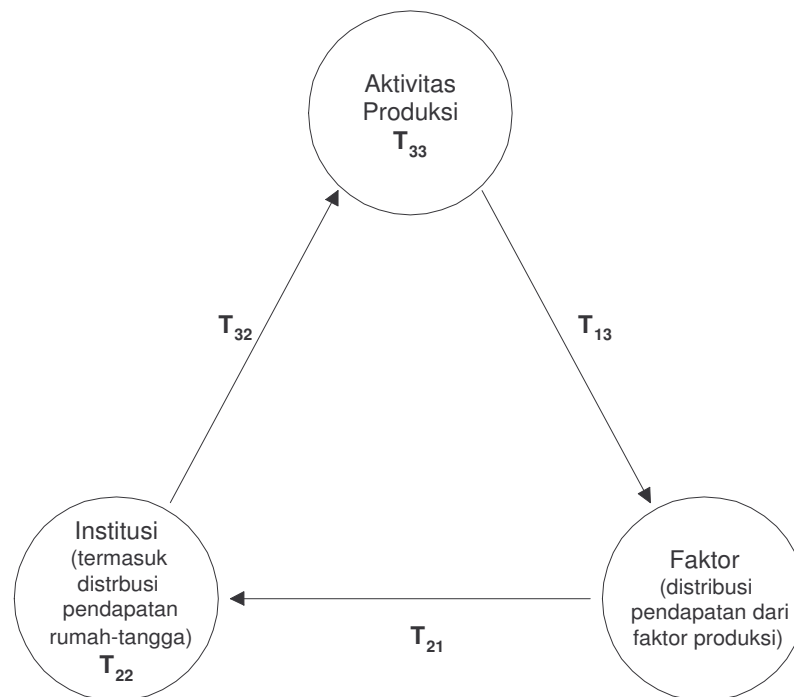 Aktivitas
Produksi
T33
T32
T13
Institusi
(termasuk
distrbusi
pendapatan
rumah-tangga)
T22
Faktor
(distribusi
pendapatan dari
faktor produksi)
T21